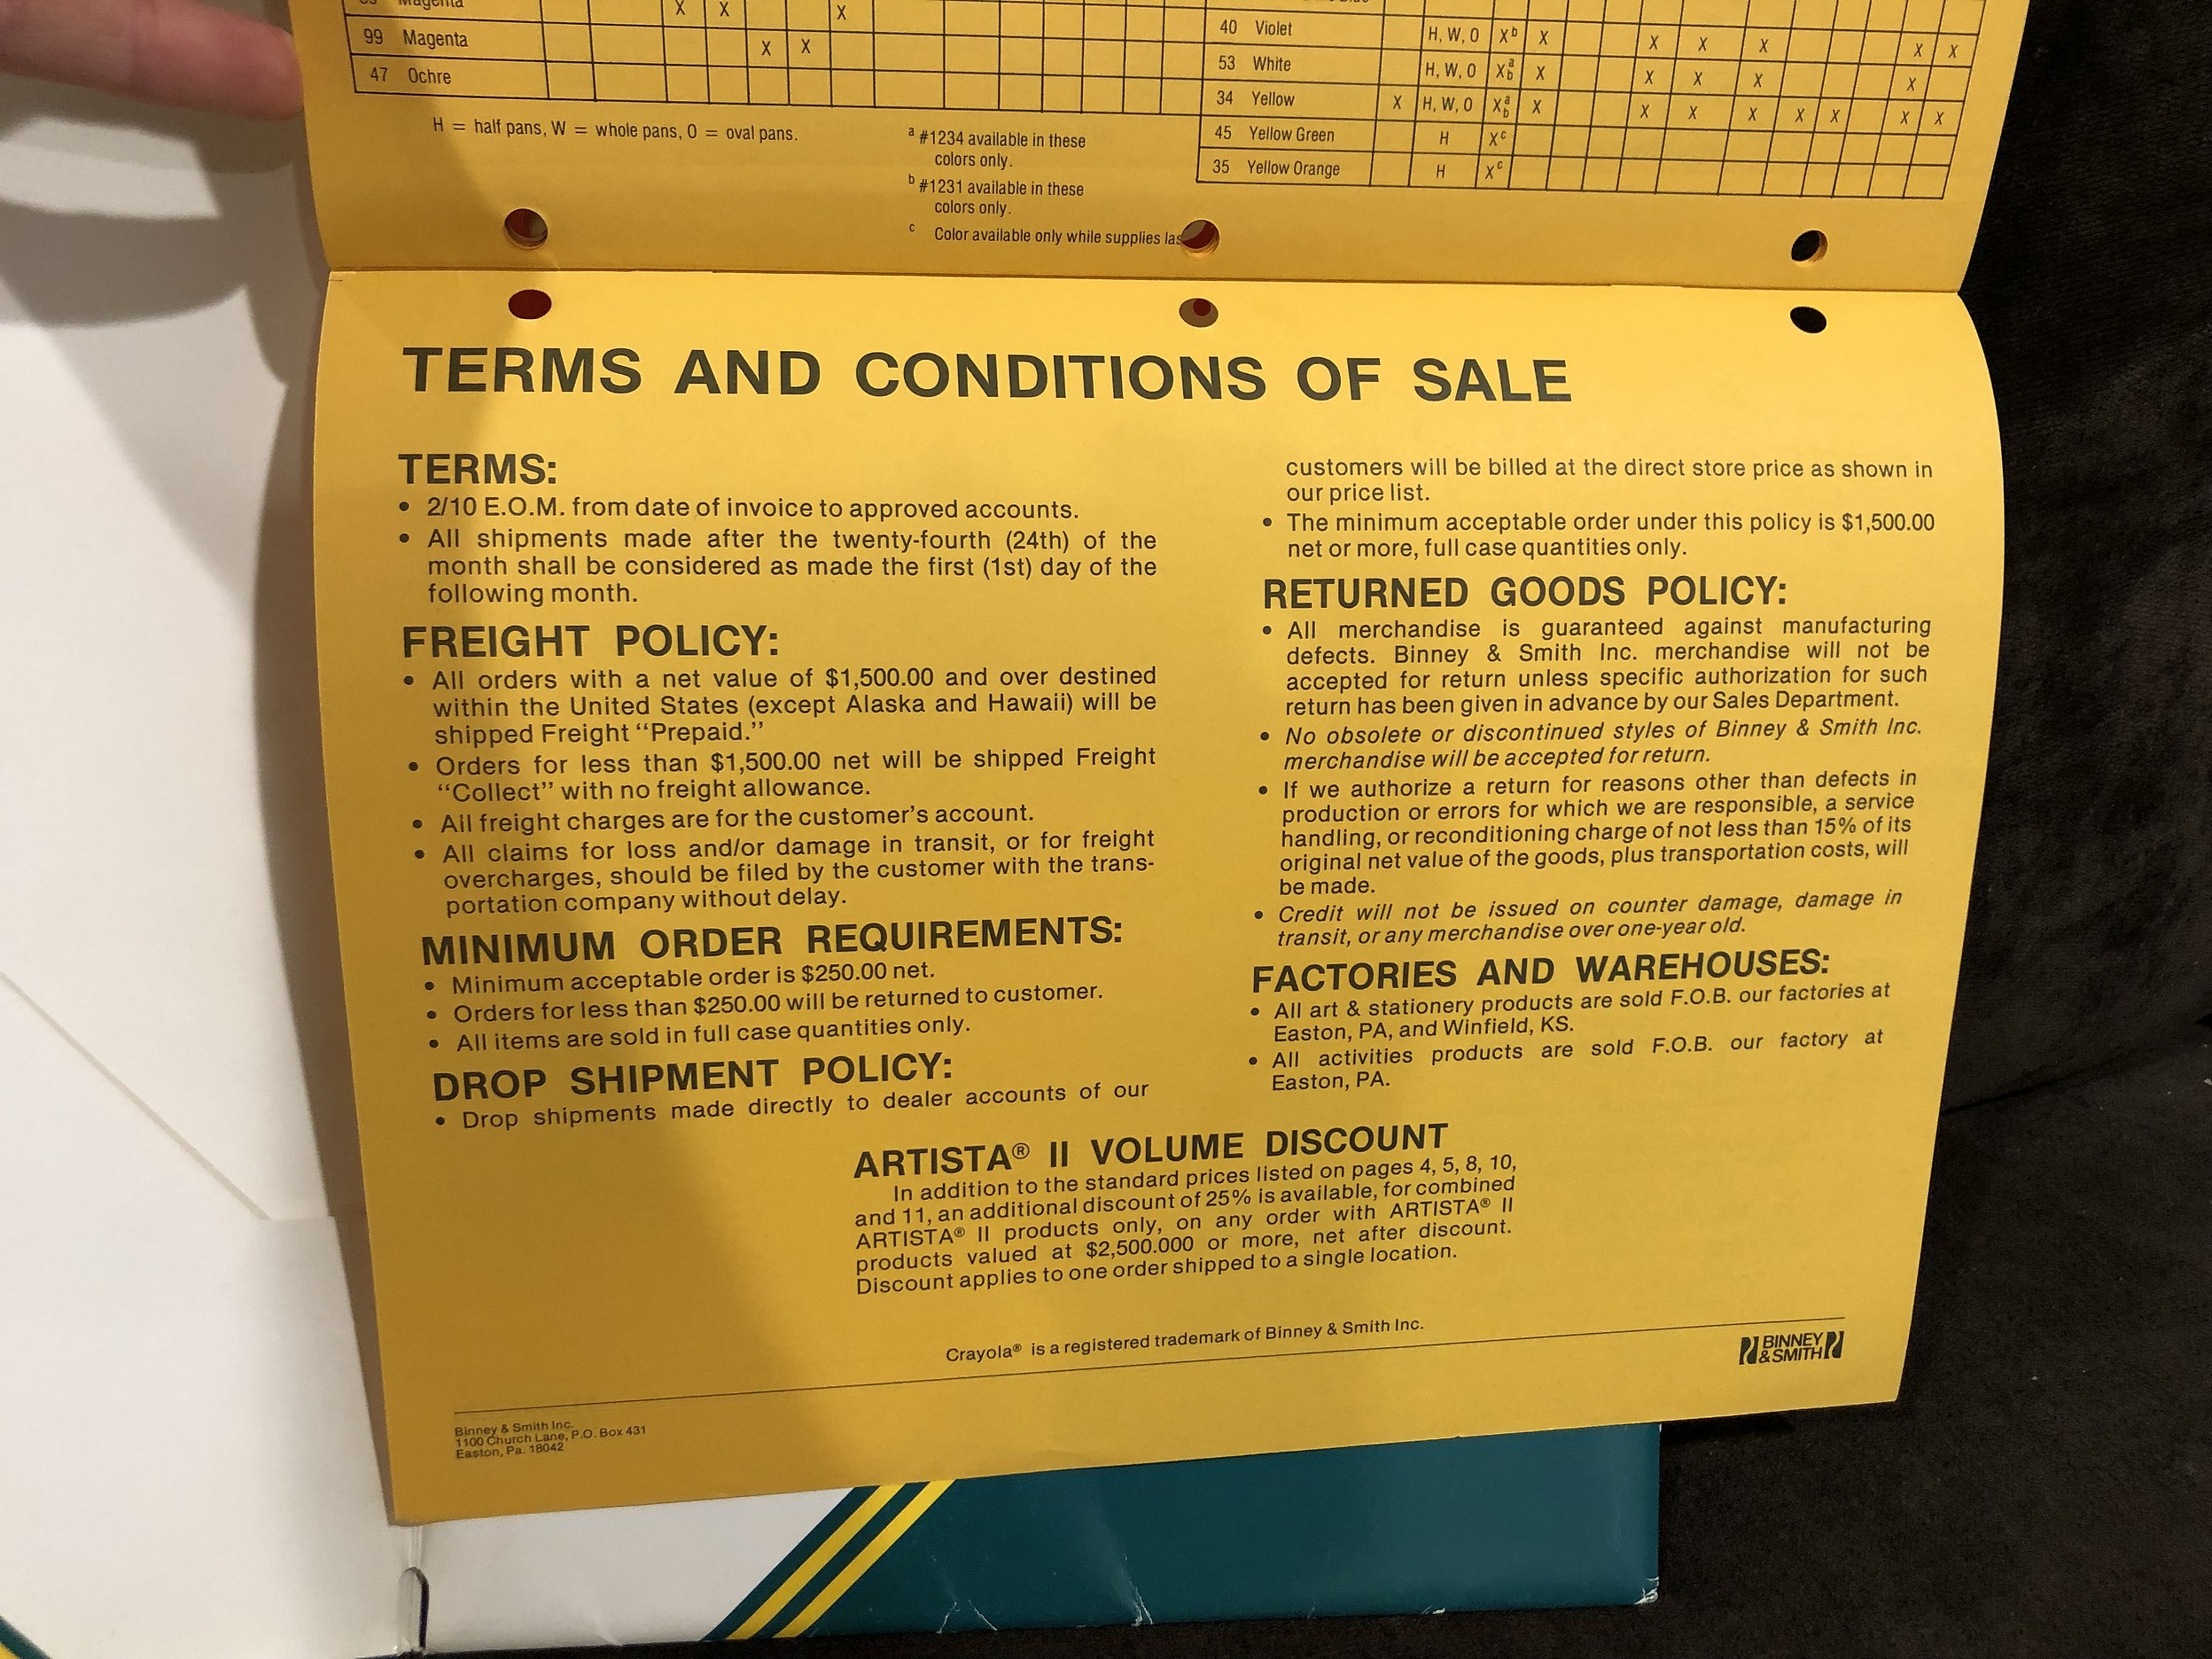 Magenta X X X
99 Magenta X X
47 Ochre
H = half pans, W = whole pans, O = oval pans.
a #1234 available in these
colors only.
b #1231 available in these
colors only.
c Color available only while supplies las
40 Violet H, W, O Xb X X X X X X
53 White H, W, O Xab X X X X X
34 Yellow X H, W, O Xab X X X X X X X X
45 Yellow Green H Xc
35 Yellow Orange H Xc
TERMS AND CONDITIONS OF SALE
TERMS:
• 2/10 E.O.M. from date of invoice to approved accounts.
• All shipments made after the twenty-fourth (24th) of the
month shall be considered as made the first (1st) day of the
following month.
FREIGHT POLICY:
• All orders with a net value of $1,500.00 and over destined
within the United States (except Alaska and Hawaii) will be
shipped Freight “Prepaid.”
• Orders for less than $1,500.00 net will be shipped Freight
“Collect” with no freight allowance.
• All freight charges are for the customer’s account.
• All claims for loss and/or damage in transit, or for freight
overcharges, should be filed by the customer with the trans-
portation company without delay.
MINIMUM ORDER REQUIREMENTS:
• Minimum acceptable order is $250.00 net.
• Orders for less than $250.00 will be returned to customer.
• All items are sold in full case quantities only.
DROP SHIPMENT POLICY:
• Drop shipments made directly to dealer accounts of our
customers will be billed at the direct store price as shown in
our price list.
• The minimum acceptable order under this policy is $1,500.00
net or more, full case quantities only.
RETURNED GOODS POLICY:
• All merchandise is guaranteed against manufacturing
defects. Binney & Smith Inc. merchandise will not be
accepted for return unless specific authorization for such
return has been given in advance by our Sales Department.
• No obsolete or discontinued styles of Binney & Smith Inc.
merchandise will be accepted for return.
• If we authorize a return for reasons other than defects in
production or errors for which we are responsible, a service
handling, or reconditioning charge of not less than 15% of its
original net value of the goods, plus transportation costs, will
be made.
• Credit will not be issued on counter damage, damage in
transit, or any merchandise over one-year old.
FACTORIES AND WAREHOUSES:
• All art & stationery products are sold F.O.B. our factories at
Easton, PA, and Winfield, KS.
• All activities products are sold F.O.B. our factory at
Easton, PA.
ARTISTA® II VOLUME DISCOUNT
In addition to the standard prices listed on pages 4, 5, 8, 10,
and 11, an additional discount of 25% is available, for combined
ARTISTA® II products only, on any order with ARTISTA® II
products valued at $2,500.000 or more, net after discount.
Discount applies to one order shipped to a single location.
Crayola® is a registered trademark of Binney & Smith Inc.
BINNEY
&SMITH
Binney & Smith Inc.
1100 Church Lane, P.O. Box 431
Easton, Pa. 18042